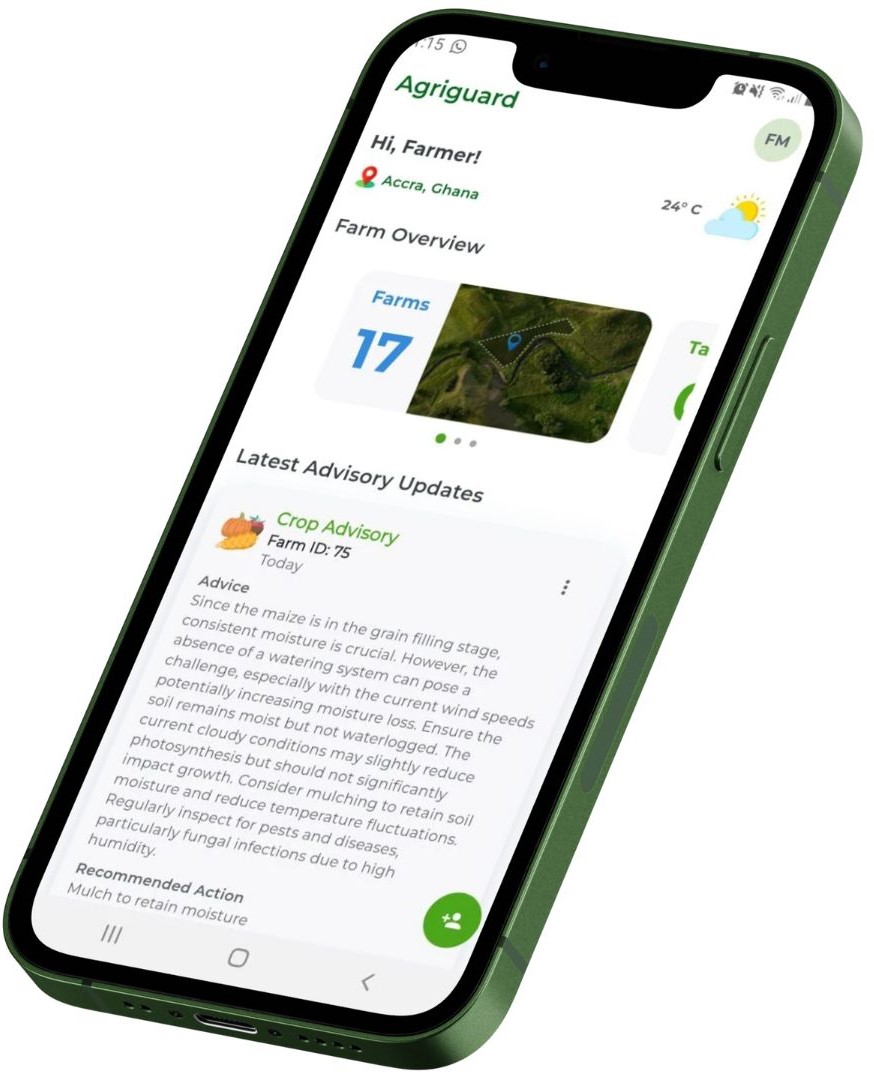 :15
Agriguard
FM
Hi, Farmer!
Accra, Ghana
24° C
Farm Overview
Farms
17
Ta
Latest Advisory Updates
Crop Advisory
Farm ID: 75
Today
Advice
Since the maize is in the grain filling stage,
consistent moisture is crucial. However, the
absence of a watering system can pose a
challenge, especially with the current wind speeds
potentially increasing moisture loss. Ensure the
soil remains moist but not waterlogged. The
current cloudy conditions may slightly reduce
photosynthesis but should not significantly
impact growth. Consider mulching to retain soil
moisture and reduce temperature fluctuations.
Regularly inspect for pests and diseases,
particularly fungal infections due to high
humidity.
Recommended Action
Mulch to retain moisture